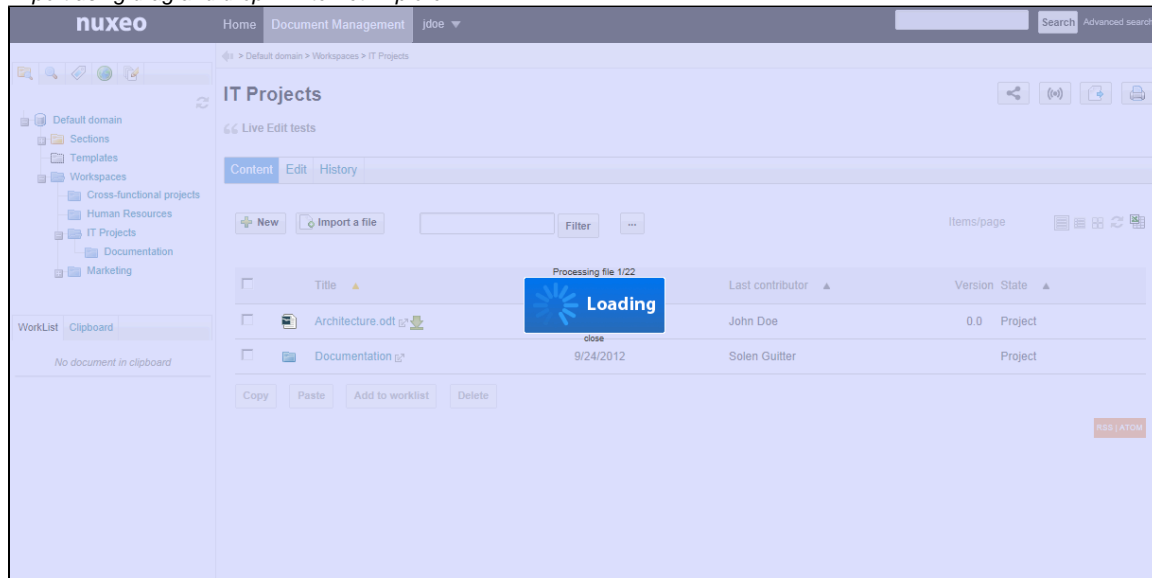 nuxeo
Home Document Management jdoe
Search Advanced search
> Default domain > Workspaces > IT Projects
IT Projects
Live Edit tests
Default domain
Sections
Templates
Workspaces
Cross-functional projects
Human Resources
IT Projects
Documentation
Marketing
Content Edit History
New Import a file Filter ... Items/page
Processing file 1/22
Title Last contributor Version State
Loading
Architecture.odt John Doe 0.0 Project
close
Documentation 9/24/2012 Solen Guitter Project
Copy Paste Add to worklist Delete
WorkList Clipboard
No document in clipboard
RSS | ATOM